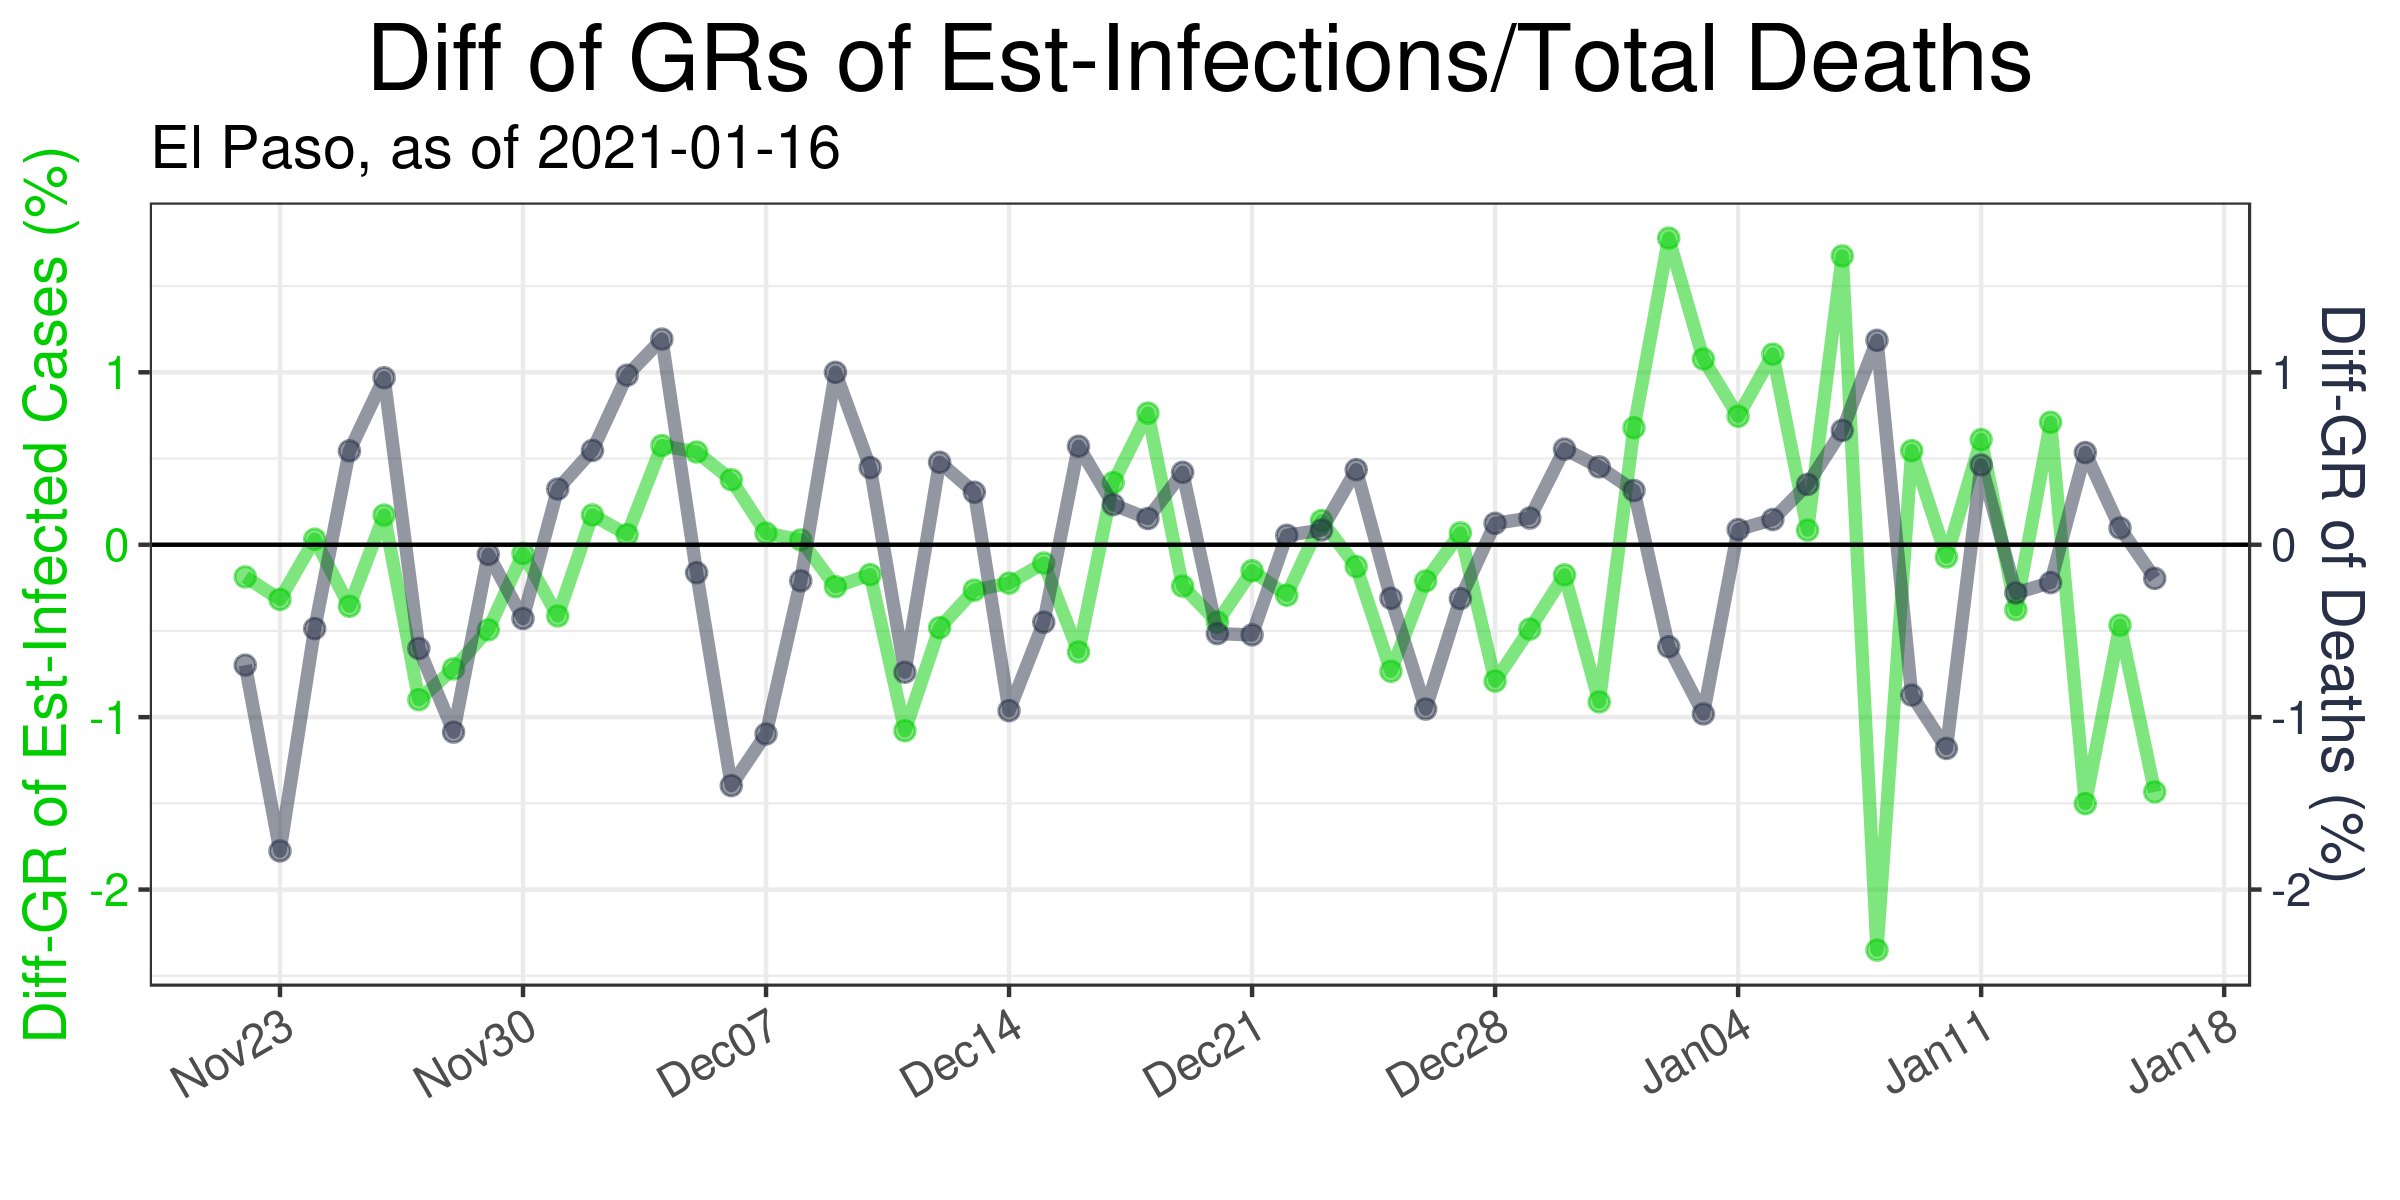 Diff of GRs of Est-Infections/Total Deaths
El Paso, as of 2021-01-16
Diff-GR of Est-Infected Cases (%)
1
0
-1
-2
1
0
-1
-2
Diff-GR of Deaths (%)
Nov23
Nov30
Dec07
Dec14
Dec21
Dec28
Jan04
Jan11
Jan18